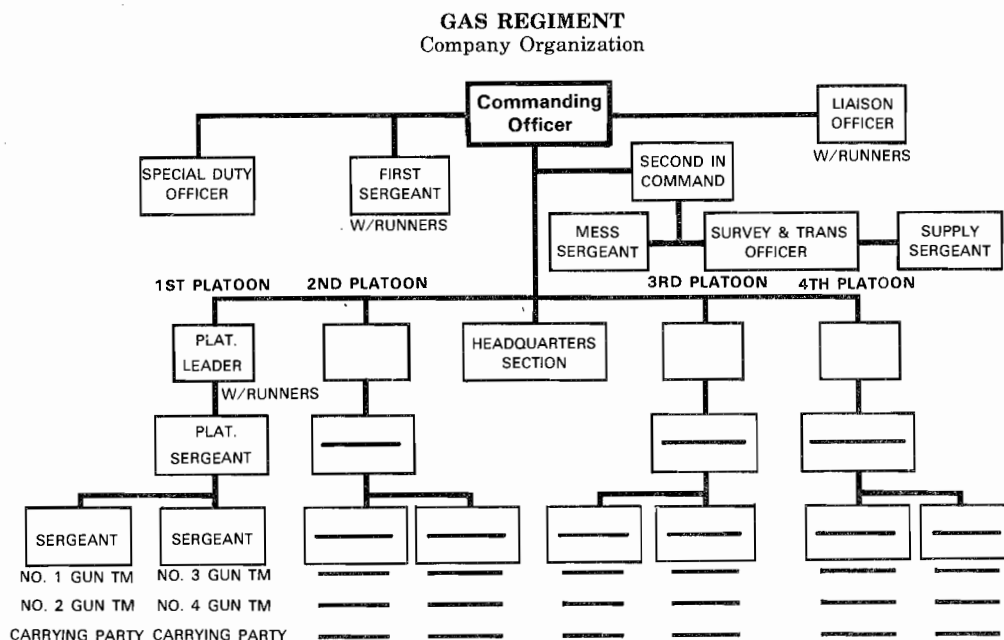 GAS REGIMENT
Company Organization
Commanding
Officer
LIAISON
OFFICER
W/RUNNERS
SPECIAL DUTY
OFFICER
FIRST
SERGEANT
W/RUNNERS
SECOND IN
COMMAND
MESS
SERGEANT
SURVEY & TRANS
OFFICER
SUPPLY
SERGEANT
1ST PLATOON
2ND PLATOON
3RD PLATOON
4TH PLATOON
PLAT.
LEADER
W/RUNNERS
HEADQUARTERS
SECTION
PLAT.
SERGEANT
SERGEANT
NO. 1 GUN TM
NO. 2 GUN TM
CARRYING PARTY
SERGEANT
NO. 3 GUN TM
NO. 4 GUN TM
CARRYING PARTY